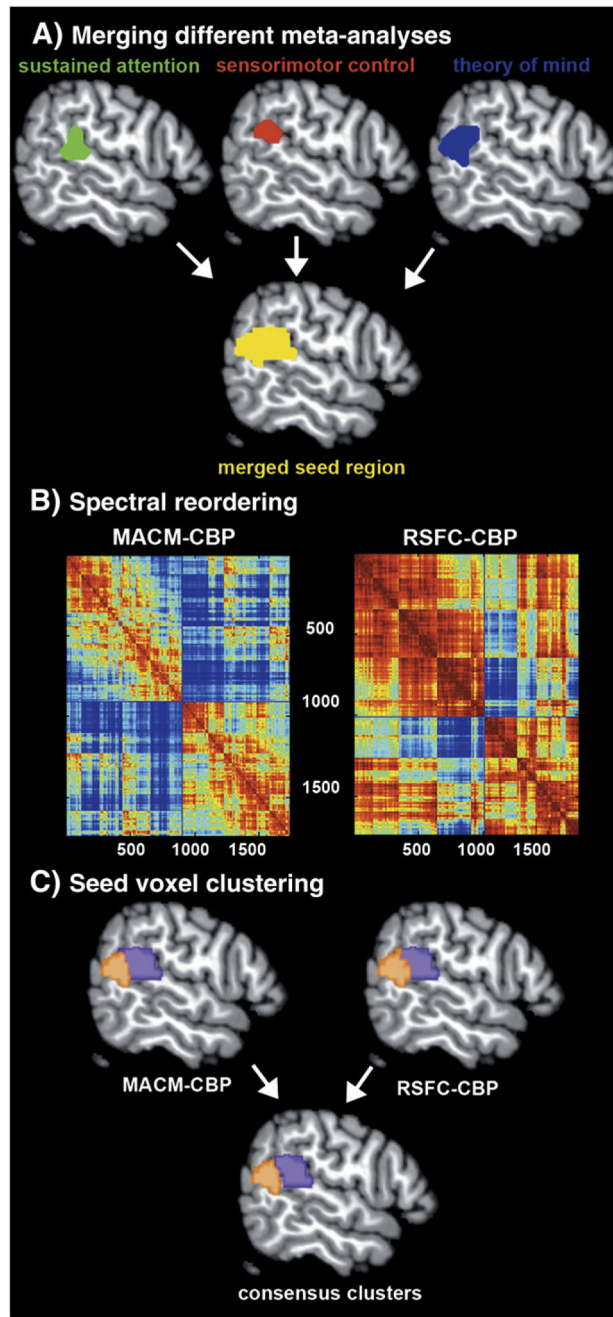 A) Merging different meta-analyses
sustained attention sensorimotor control theory of mind
merged seed region
B) Spectral reordering
MACM-CBP RSFC-CBP
500
1000
1500
500 1000 1500 500 1000 1500
C) Seed voxel clustering
MACM-CBP RSFC-CBP
consensus clusters